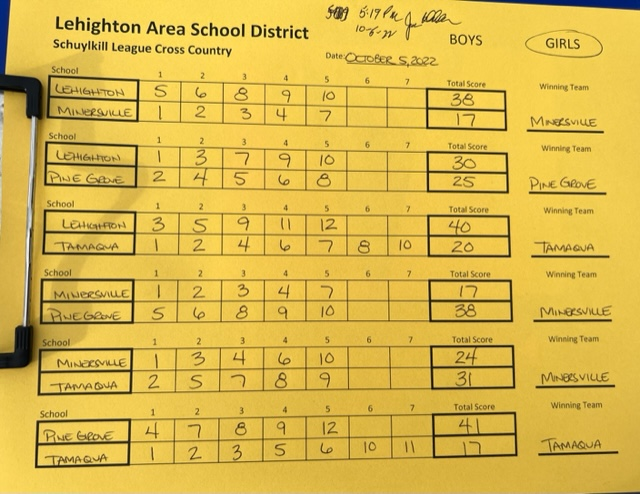 Lehighton Area School District
5:17 PM
Schuylkill League Cross Country
BOYS
GIRLS
Date: OCTOBER 5, 2022
School 1 2 3 4 5 6 7 Total Score Winning Team
LEHIGHTON 5 6 8 9 10 38
MINERSVILLE 1 2 3 4 7 17 MINERSVILLE
School 1 2 3 4 5 6 7 Total Score Winning Team
LEHIGHTON 1 3 7 9 10 30
PINE GROVE 2 4 5 6 8 25 PINE GROVE
School 1 2 3 4 5 6 7 Total Score Winning Team
LEHIGHTON 3 5 9 11 12 40
TAMAQUA 1 2 4 6 7 8 10 20 TAMAQUA
School 1 2 3 4 5 6 7 Total Score Winning Team
MINERSVILLE 1 2 3 4 7 17
PINE GROVE 5 6 8 9 10 38 MINERSVILLE
School 1 2 3 4 5 6 7 Total Score Winning Team
MINERSVILLE 1 3 4 6 10 24
TAMAQUA 2 5 7 8 9 31 MINERSVILLE
School 1 2 3 4 5 6 7 Total Score Winning Team
PINE GROVE 4 7 8 9 12 41
TAMAQUA 1 2 3 5 6 10 11 17 TAMAQUA